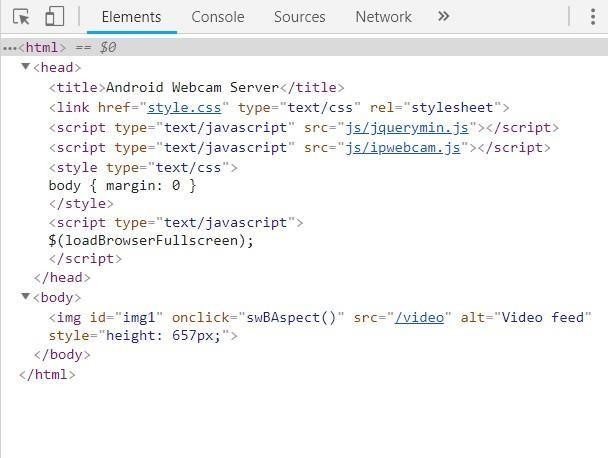 Elements Console Sources Network »
...<html> == $0
<head>
<title>Android Webcam Server</title>
<link href="style.css" type="text/css" rel="stylesheet">
<script type="text/javascript" src="js/jquerymin.js"></script>
<script type="text/javascript" src="js/ipwebcam.js"></script>
<style type="text/css">
body { margin: 0 }
</style>
<script type="text/javascript">
$(loadBrowserFullscreen);
</script>
</head>
<body>
<img id="img1" onclick="swBAspect()" src="/video" alt="Video feed"
style="height: 657px;">
</body>
</html>